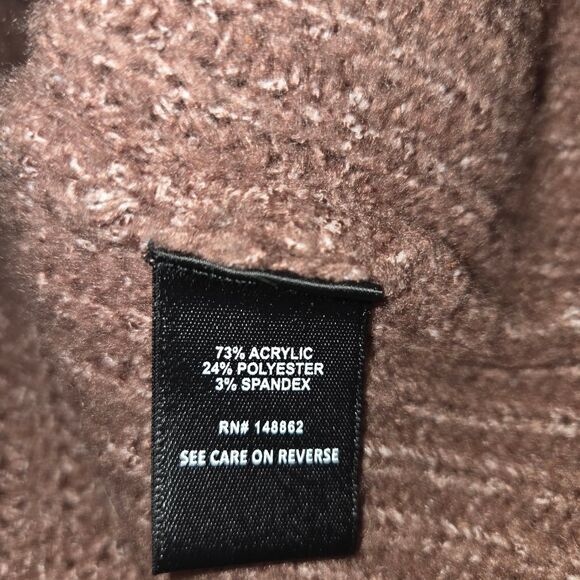 73% ACRYLIC
24% POLYESTER
3% SPANDEX
RN# 148862
SEE CARE ON REVERSE